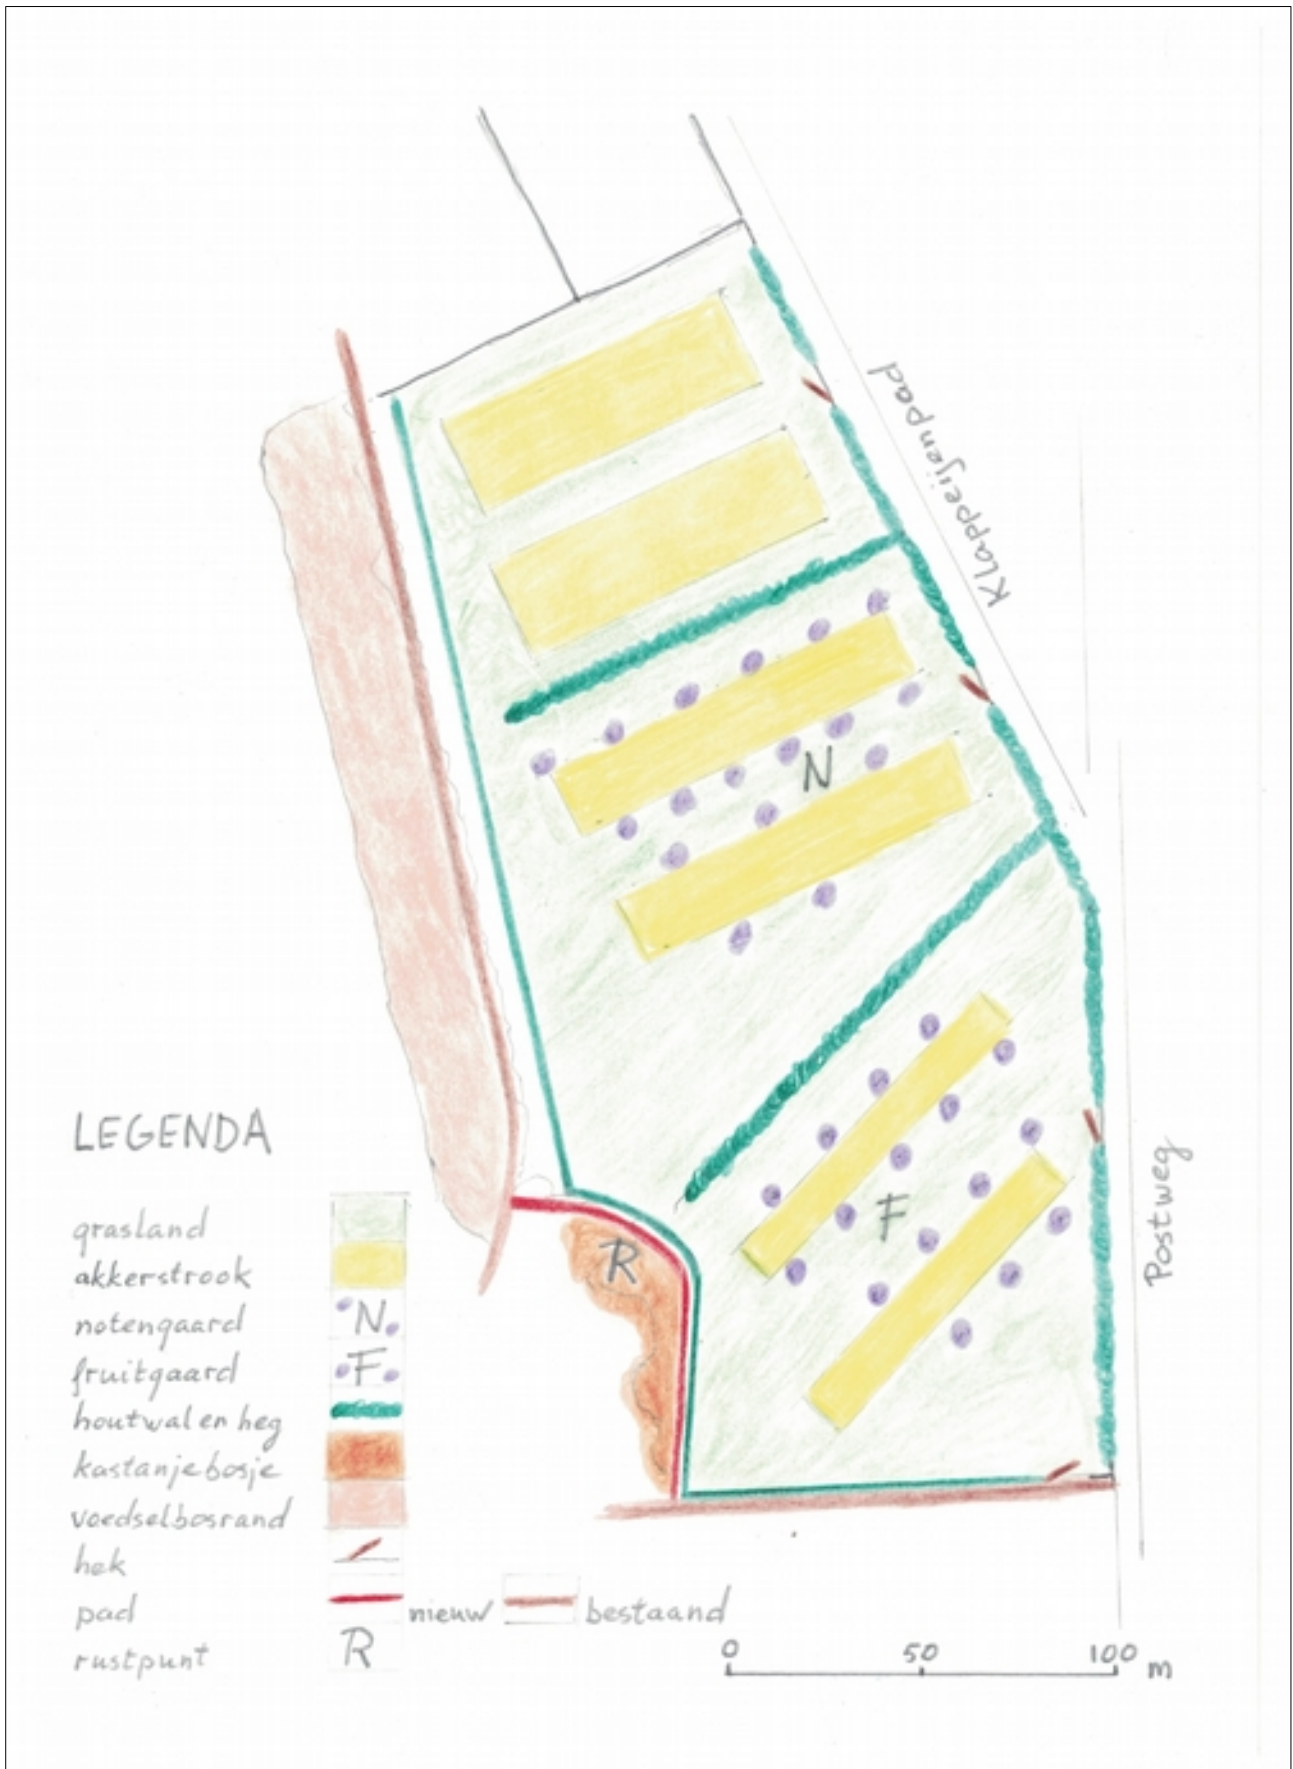 Klappeijenpad
N
R
F
Postweg
LEGENDA
grasland
akkerstrook
notengaard N
fruitgaard F
houtwal en heg
kastanjebosje
voedselbosrand
hek
pad nieuw bestaand
rustpunt R
0 50 100 m